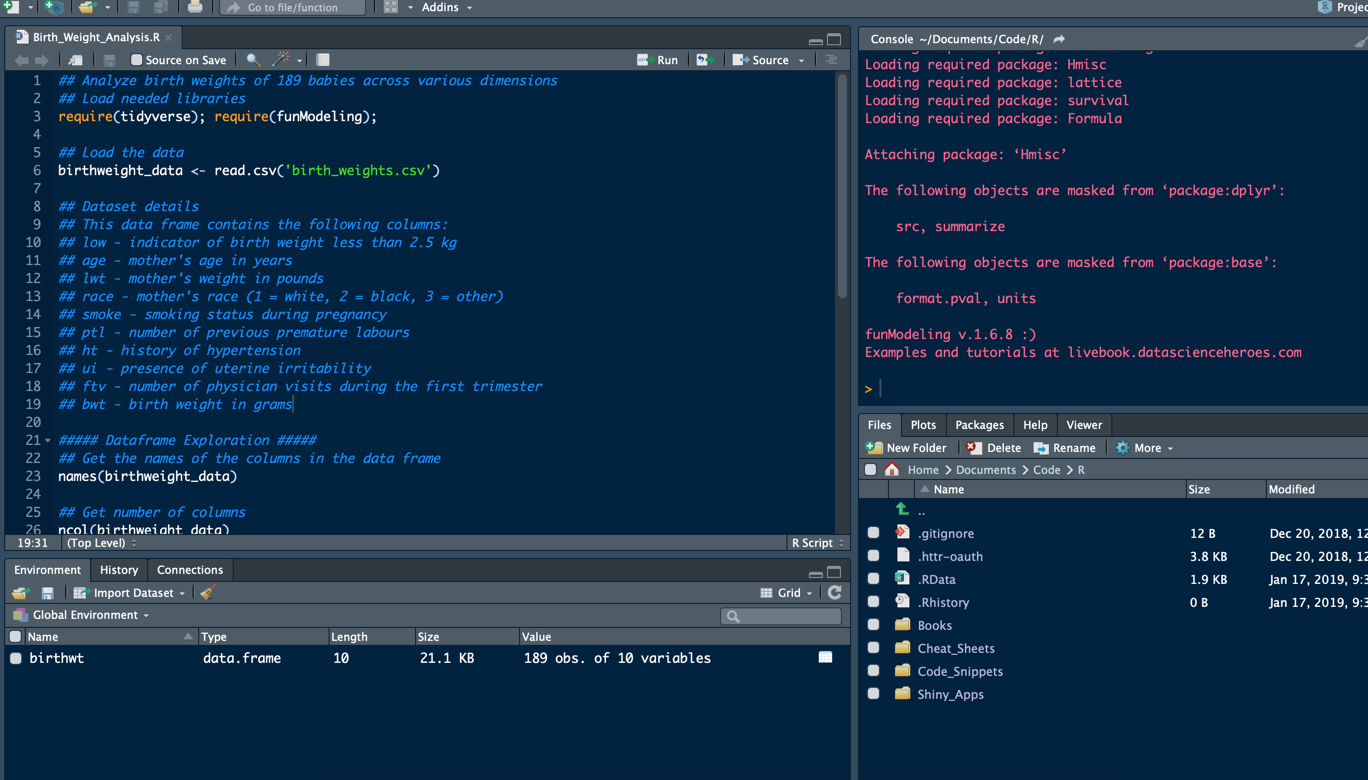 Go to file/function
Addins
Projec
Birth_Weight_Analysis.R
Source on Save
Run
Source
1 ## Analyze birth weights of 189 babies across various dimensions
2 ## Load needed libraries
3 require(tidyverse); require(funModeling);
4
5 ## Load the data
6 birthweight_data <- read.csv('birth_weights.csv')
7
8 ## Dataset details
9 ## This data frame contains the following columns:
10 ## low - indicator of birth weight less than 2.5 kg
11 ## age - mother's age in years
12 ## lwt - mother's weight in pounds
13 ## race - mother's race (1 = white, 2 = black, 3 = other)
14 ## smoke - smoking status during pregnancy
15 ## ptl - number of previous premature labours
16 ## ht - history of hypertension
17 ## ui - presence of uterine irritability
18 ## ftv - number of physician visits during the first trimester
19 ## bwt - birth weight in grams
20
21 ##### Dataframe Exploration #####
22 ## Get the names of the columns in the data frame
23 names(birthweight_data)
24
25 ## Get number of columns
26 ncol(birthweight_data)
19:31 (Top Level) R Script
Environment History Connections
Import Dataset Grid
Global Environment
Name Type Length Size Value
birthwt data.frame 10 21.1 KB 189 obs. of 10 variables
Console ~/Documents/Code/R/
Loading required package: Hmisc
Loading required package: lattice
Loading required package: survival
Loading required package: Formula
Attaching package: ‘Hmisc’
The following objects are masked from ‘package:dplyr’:
src, summarize
The following objects are masked from ‘package:base’:
format.pval, units
funModeling v.1.6.8 :)
Examples and tutorials at livebook.datascienceheroes.com
>
Files Plots Packages Help Viewer
New Folder Delete Rename More
Home > Documents > Code > R
Name Size Modified
..
.gitignore 12 B Dec 20, 2018, 12
.httr-oauth 3.8 KB Dec 20, 2018, 12
.RData 1.9 KB Jan 17, 2019, 9:3
.Rhistory 0 B Jan 17, 2019, 9:3
Books
Cheat_Sheets
Code_Snippets
Shiny_Apps